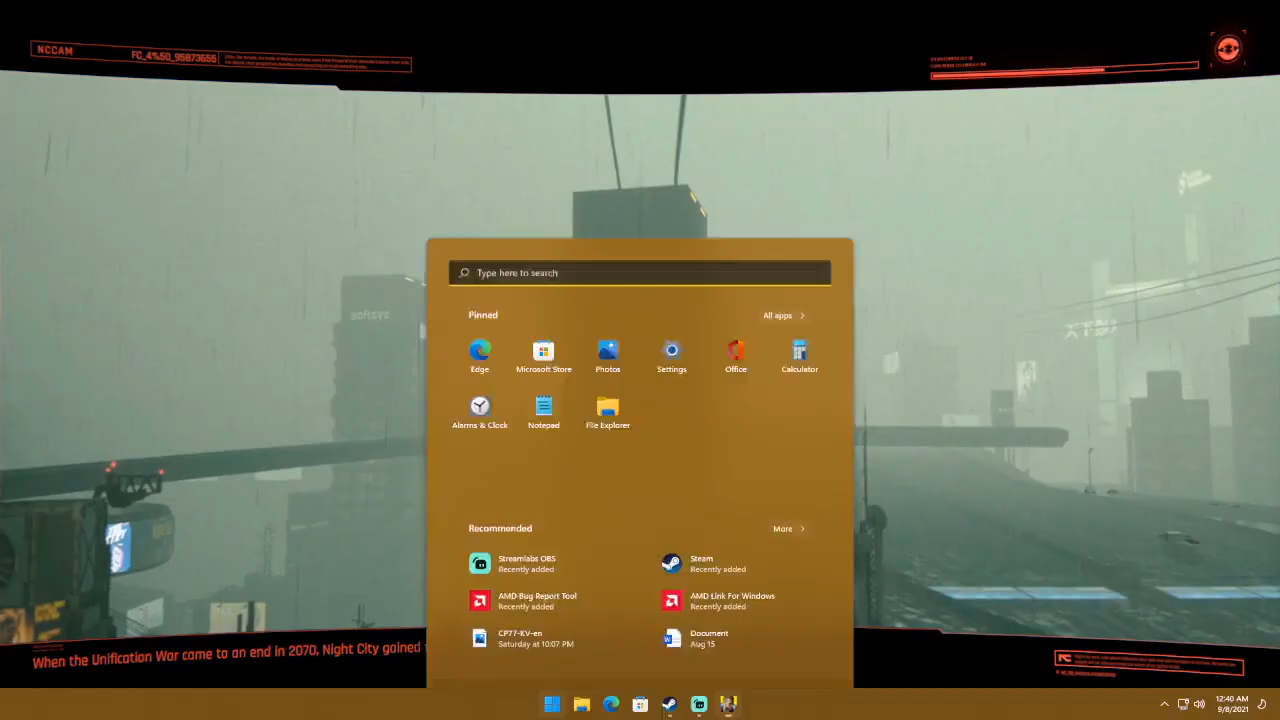 NCCAM
FC_4%5D_95873655
Type here to search
Pinned
All apps
Edge
Microsoft Store
Photos
Settings
Office
Calculator
Alarms & Clock
Notepad
File Explorer
softsys
Recommended
More
Streamlabs OBS
Recently added
Steam
Recently added
AMD Bug Report Tool
Recently added
AMD Link For Windows
Recently added
CP77-KV-en
Saturday at 10:07 PM
Document
Aug 15
When the Unification War came to an end in 2070, Night City gained
12:40 AM
9/8/2021